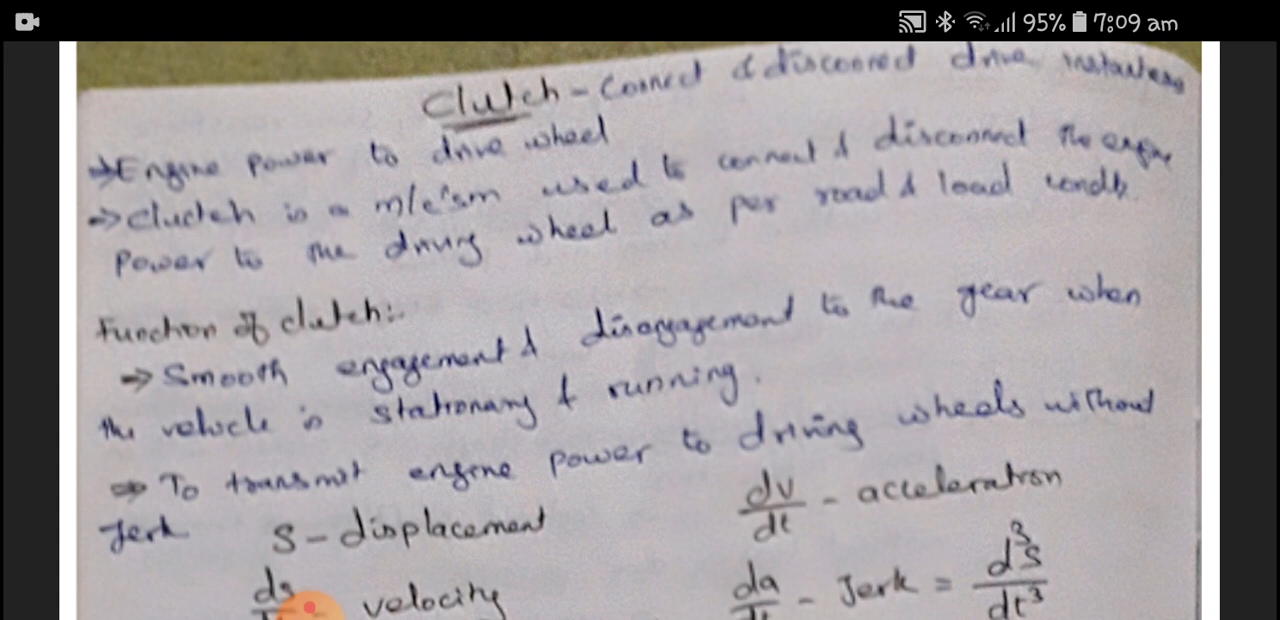 95% 7:09 am
Clutch - Connect & disconnect drive
⇒ Engine power to drive wheel
⇒ Clutch is a m/e'sm used to connect & disconnect the engine
power to the driving wheel as per road & load
Function of clutch:-
⇒ Smooth engagement & disengagement to the gear when
the vehicle is stationary & running.
⇒ To transmit engine power to driving wheels without
Jerk
S - displacement
dv/dt - acceleration
ds velocity
da - Jerk = d³s/dt³